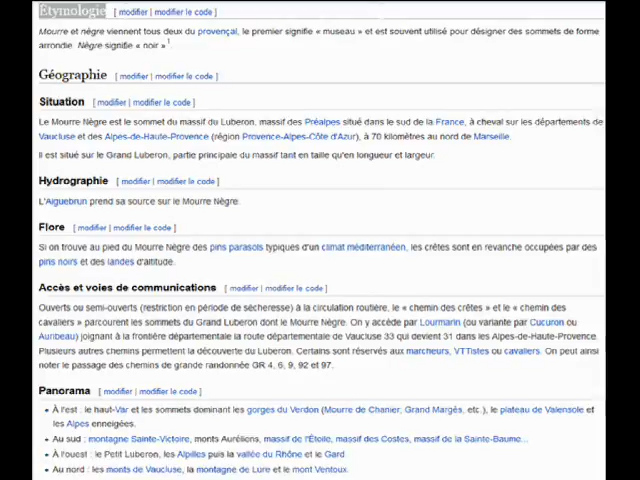 Étymologie [ modifier | modifier le code ]
Mourre et nègre viennent tous deux du provençal, le premier signifie « museau » et est souvent utilisé pour désigner des sommets de forme
arrondie. Nègre signifie « noir » 1.
Géographie [ modifier | modifier le code ]
Situation [ modifier | modifier le code ]
Le Mourre Nègre est le sommet du massif du Luberon, massif des Préalpes situé dans le sud de la France, à cheval sur les départements de
Vaucluse et des Alpes-de-Haute-Provence (région Provence-Alpes-Côte d'Azur), à 70 kilomètres au nord de Marseille.
Il est situé sur le Grand Luberon, partie principale du massif tant en taille qu'en longueur et largeur.
Hydrographie [ modifier | modifier le code ]
L'Aiguebrun prend sa source sur le Mourre Nègre.
Flore [ modifier | modifier le code ]
Si on trouve au pied du Mourre Nègre des pins parasols typiques d'un climat méditerranéen, les crêtes sont en revanche occupées par des
pins noirs et des landes d'altitude.
Accès et voies de communications [ modifier | modifier le code ]
Ouverts ou semi-ouverts (restriction en période de sécheresse) à la circulation routière, le « chemin des crêtes » et le « chemin des
cavaliers » parcourent les sommets du Grand Luberon dont le Mourre Nègre. On y accède par Lourmarin (ou variante par Cucuron ou
Auribeau) joignant à la frontière départementale la route départementale de Vaucluse 33 qui devient 31 dans les Alpes-de-Haute-Provence.
Plusieurs autres chemins permettent la découverte du Luberon. Certains sont réservés aux marcheurs, VTTistes ou cavaliers. On peut ainsi
noter le passage des chemins de grande randonnée GR 4, 6, 9, 92 et 97.
Panorama [ modifier | modifier le code ]
• À l'est : le haut-Var et les sommets dominant les gorges du Verdon (Mourre de Chanier, Grand Margès, etc.), le plateau de Valensole et
les Alpes enneigées.
• Au sud : montagne Sainte-Victoire, monts Auréliens, massif de l'Étoile, massif des Costes, massif de la Sainte-Baume...
• À l'ouest : le Petit Luberon, les Alpilles puis la vallée du Rhône et le Gard.
• Au nord : les monts de Vaucluse, la montagne de Lure et le mont Ventoux.